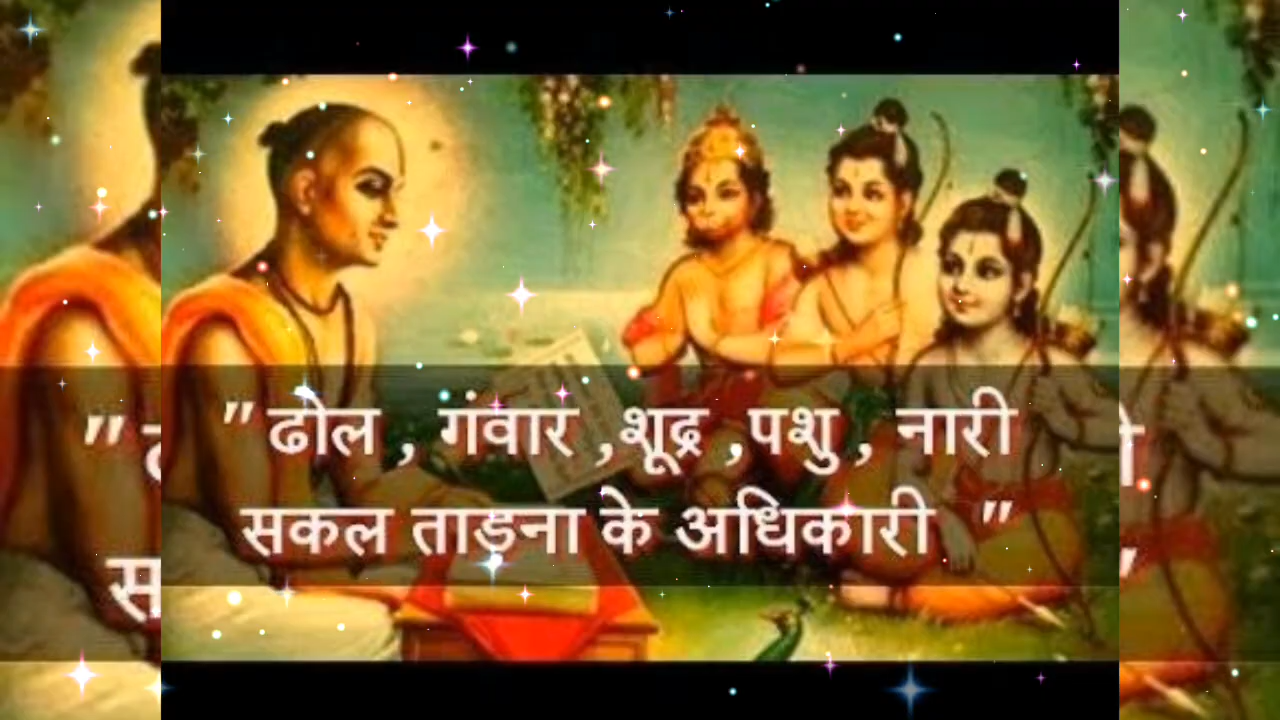 "ढोल , गंवार ,शूद्र ,पशु , नारी
सकल ताड़ना के अधिकारी "